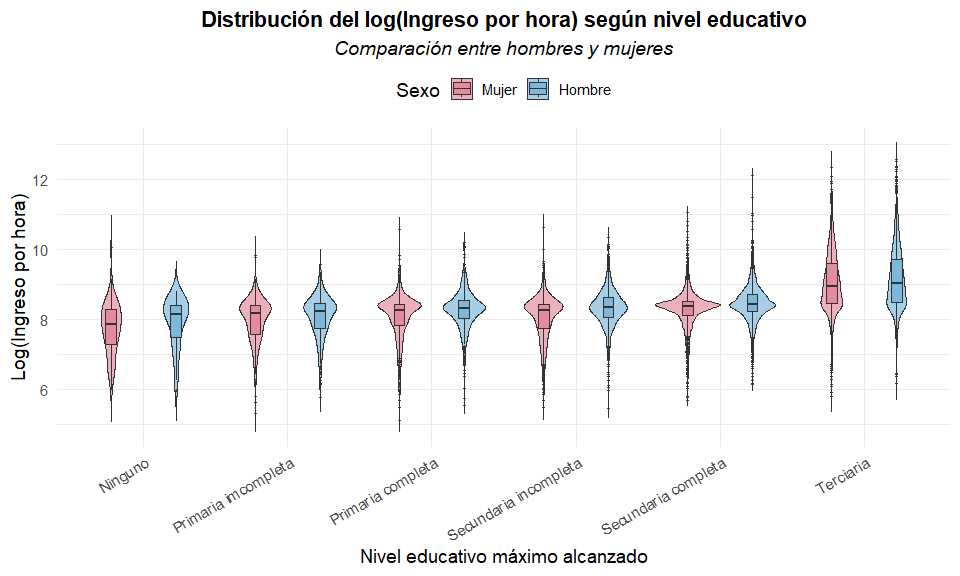 Distribución del log(Ingreso por hora) según nivel educativo
Comparación entre hombres y mujeres
Sexo Mujer Hombre
Log(Ingreso por hora)
12
10
8
6
Ninguno
Primaria imcompleta
Primaria completa
Secundaria incompleta
Secundaria completa
Terciaria
Nivel educativo máximo alcanzado